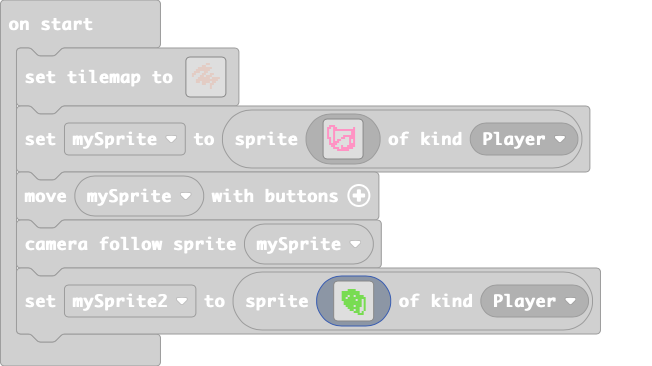 on start
set tilemap to
set mySprite to sprite of kind Player
move mySprite with buttons
camera follow sprite mySprite
set mySprite2 to sprite of kind Player